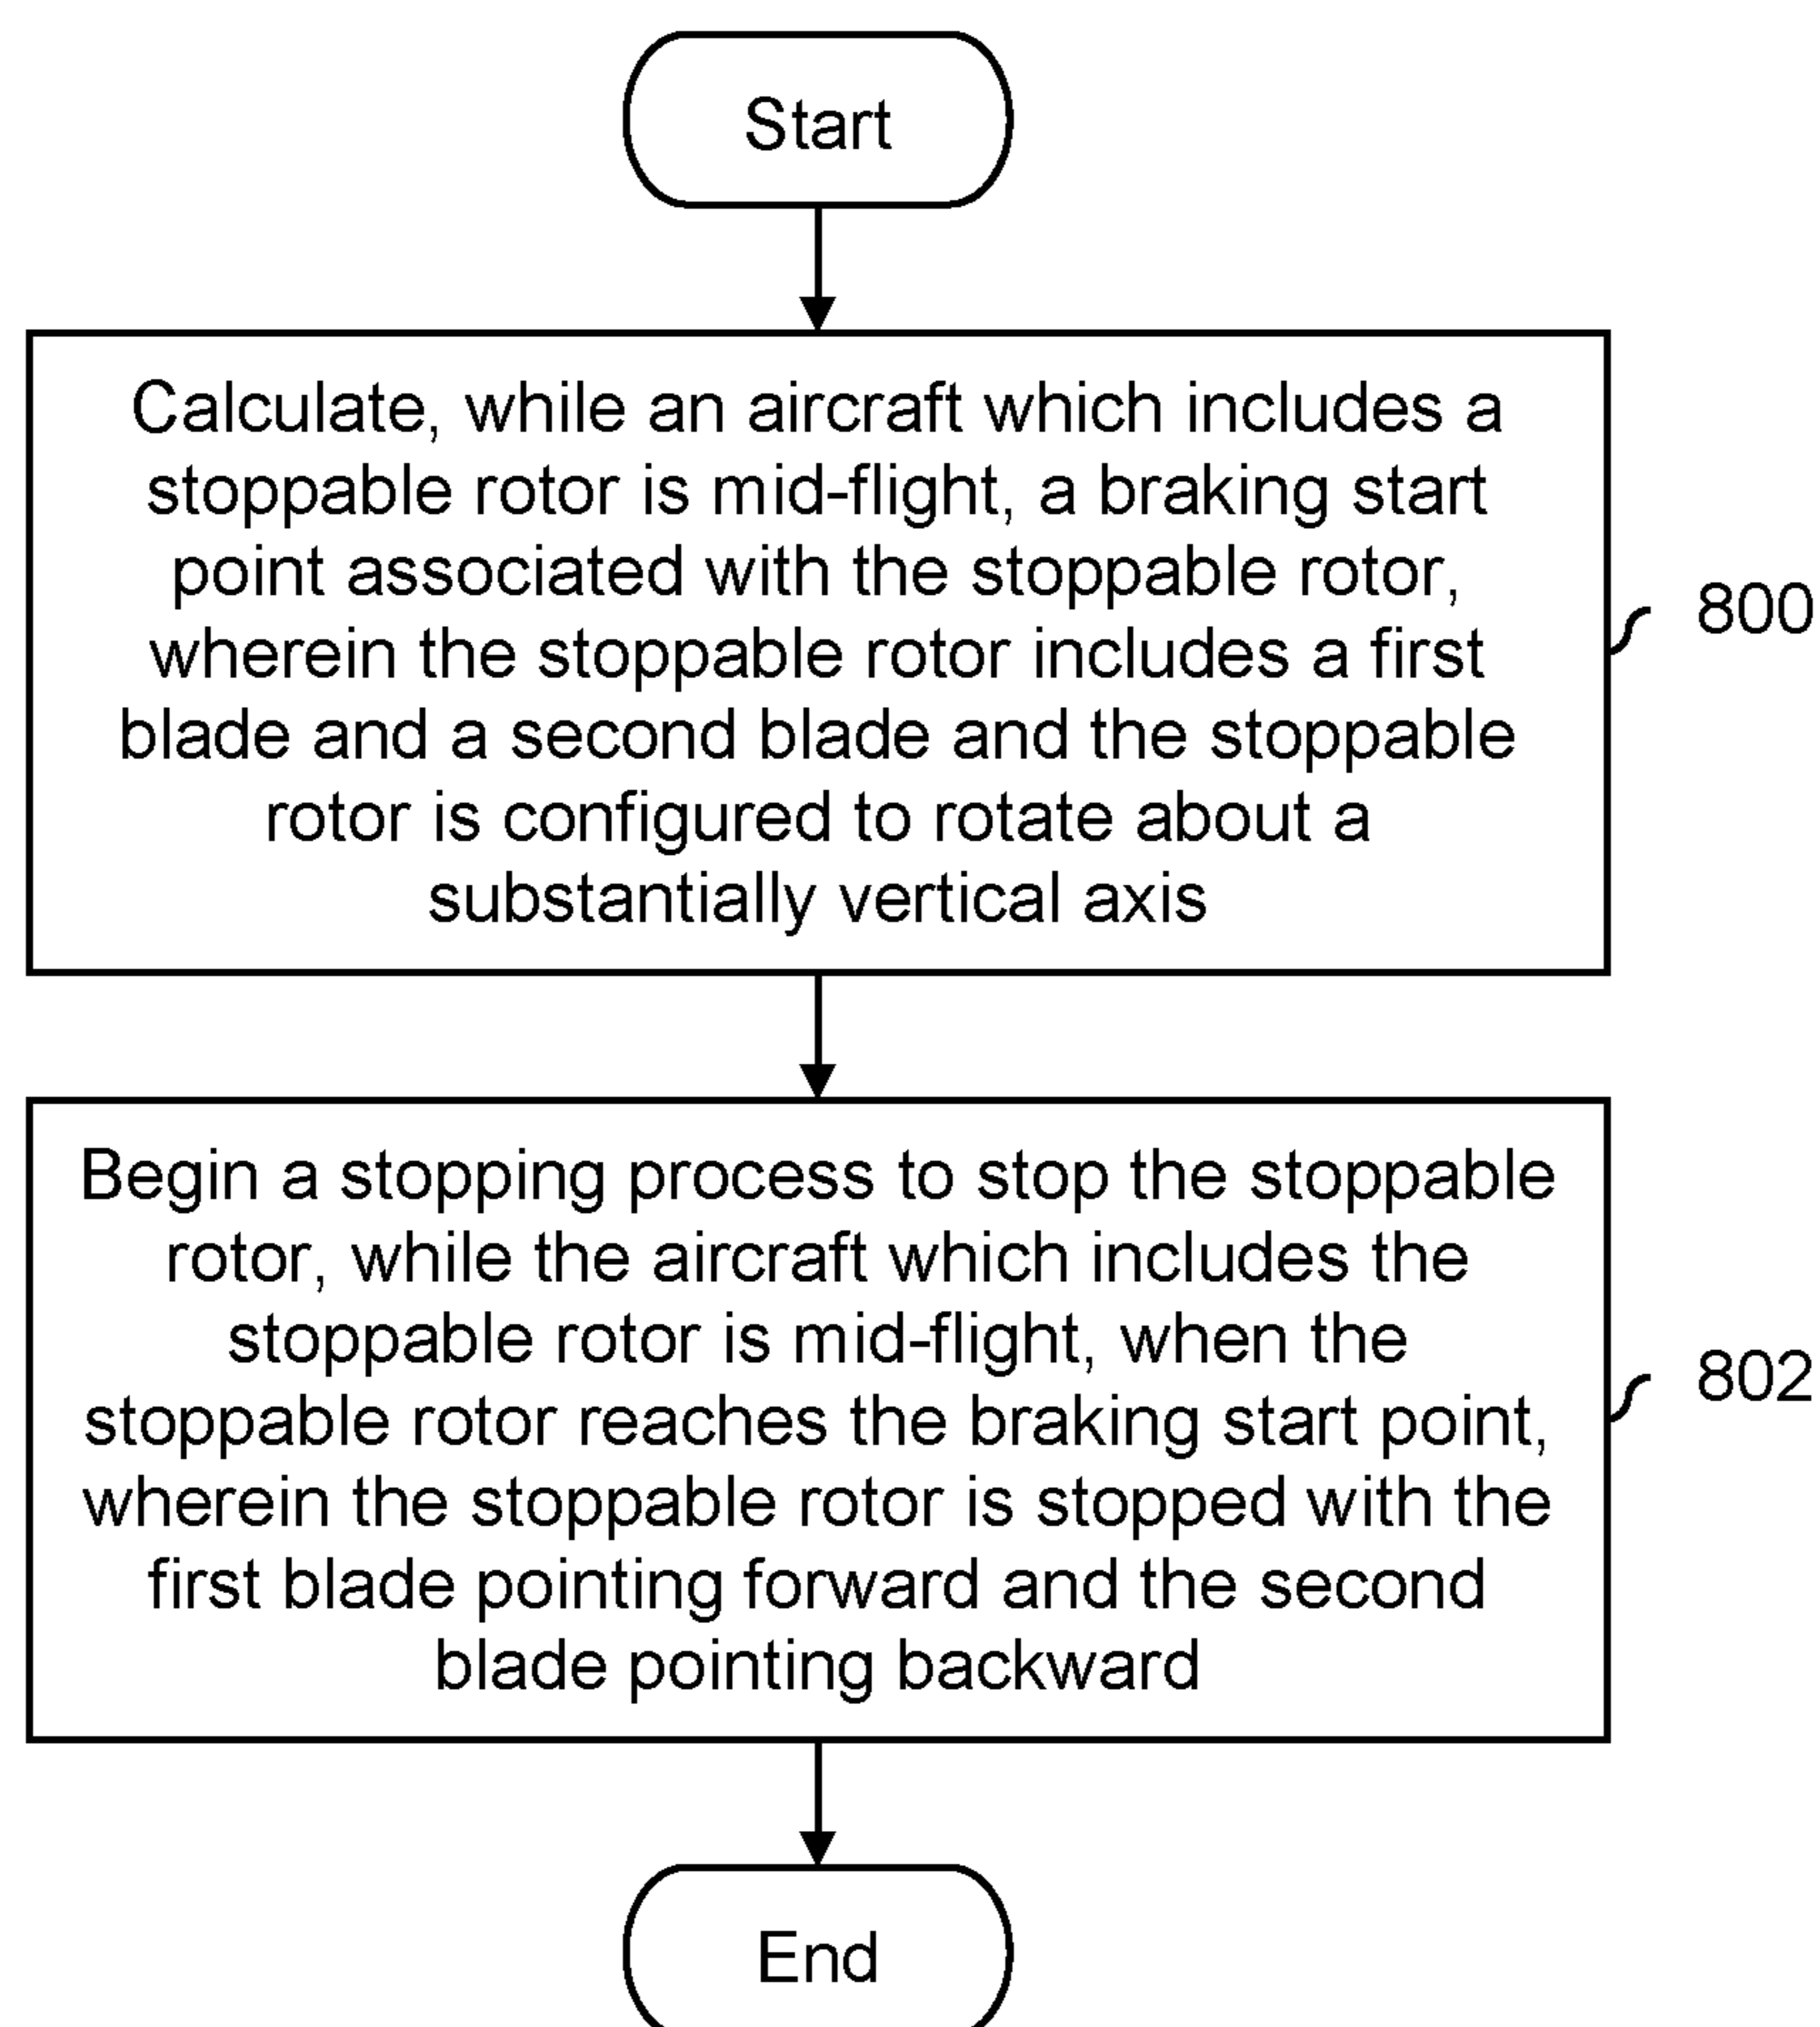 Start
Calculate, while an aircraft which includes a
stoppable rotor is mid-flight, a braking start
point associated with the stoppable rotor,
wherein the stoppable rotor includes a first
blade and a second blade and the stoppable
rotor is configured to rotate about a
substantially vertical axis
800
Begin a stopping process to stop the stoppable
rotor, while the aircraft which includes the
stoppable rotor is mid-flight, when the
stoppable rotor reaches the braking start point,
wherein the stoppable rotor is stopped with the
first blade pointing forward and the second
blade pointing backward
802
End